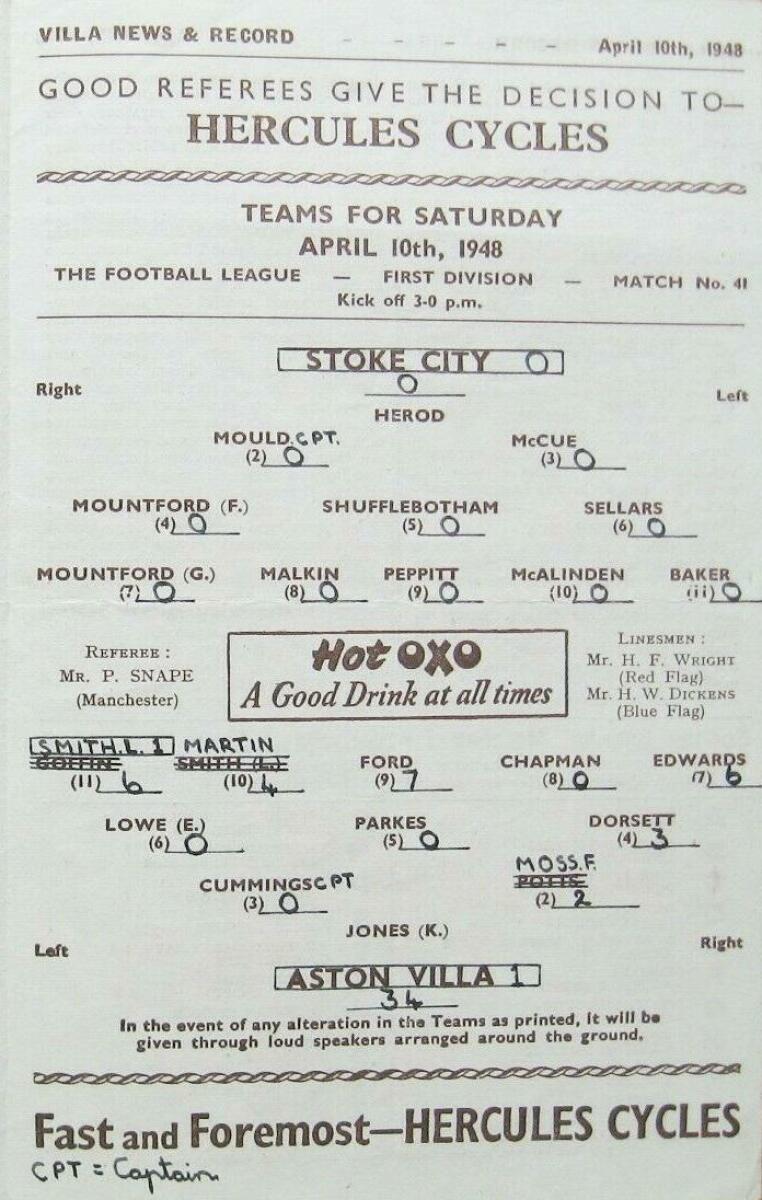 VILLA NEWS & RECORD - - - - - April 10th, 1948
GOOD REFEREES GIVE THE DECISION TO—
HERCULES CYCLES
TEAMS FOR SATURDAY
APRIL 10th, 1948
THE FOOTBALL LEAGUE — FIRST DIVISION — MATCH No. 41
Kick off 3-0 p.m.
STOKE CITY 0
Right 0 Left
HEROD
MOULD.CPT. McCUE
(2) 0 (3) 0
MOUNTFORD (F.) SHUFFLEBOTHAM SELLARS
(4) 0 (5) 0 (6) 0
MOUNTFORD (G.) MALKIN PEPPITT McALINDEN BAKER
(7) 0 (8) 0 (9) 0 (10) 0 (11) 0
REFEREE :
MR. P. SNAPE
(Manchester)
Hot OXO
A Good Drink at all times
LINESMEN :
MR. H. F. WRIGHT
(Red Flag)
MR. H. W. DICKENS
(Blue Flag)
SMITH.L. 1 MARTIN
GOFFIN SMITH (L.) FORD CHAPMAN EDWARDS
(11) 6 (10) 4 (9) 7 (8) 0 (7) 6
LOWE (E.) PARKES DORSETT
(6) 0 (5) 0 (4) 3
MOSS.F.
CUMMINGS CPT POTTS
(3) 0 (2) 2
JONES (K.)
Left Right
ASTON VILLA 1
34
In the event of any alteration in the Teams as printed, it will be
given through loud speakers arranged around the ground.
Fast and Foremost—HERCULES CYCLES
CPT = Captain